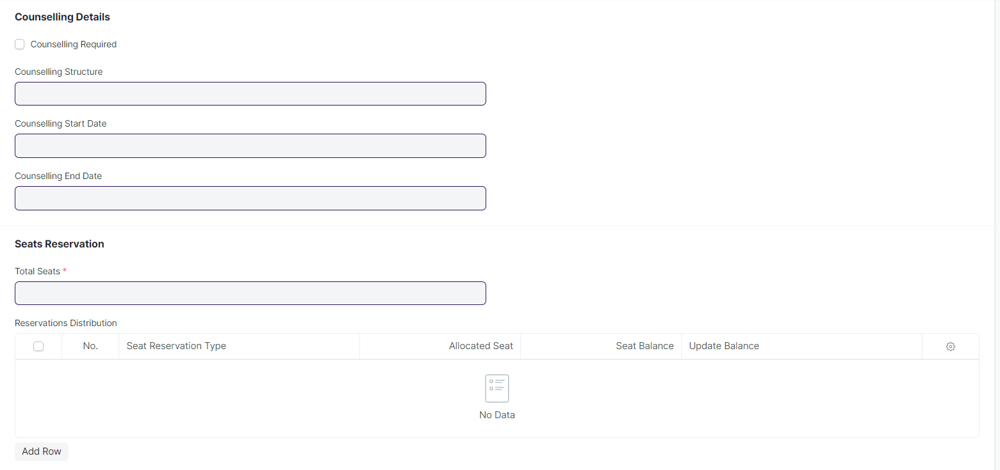 Counselling Details
Counselling Required
Counselling Structure
Counselling Start Date
Counselling End Date
Seats Reservation
Total Seats *
Reservations Distribution
No. Seat Reservation Type Allocated Seat Seat Balance Update Balance
No Data
Add Row